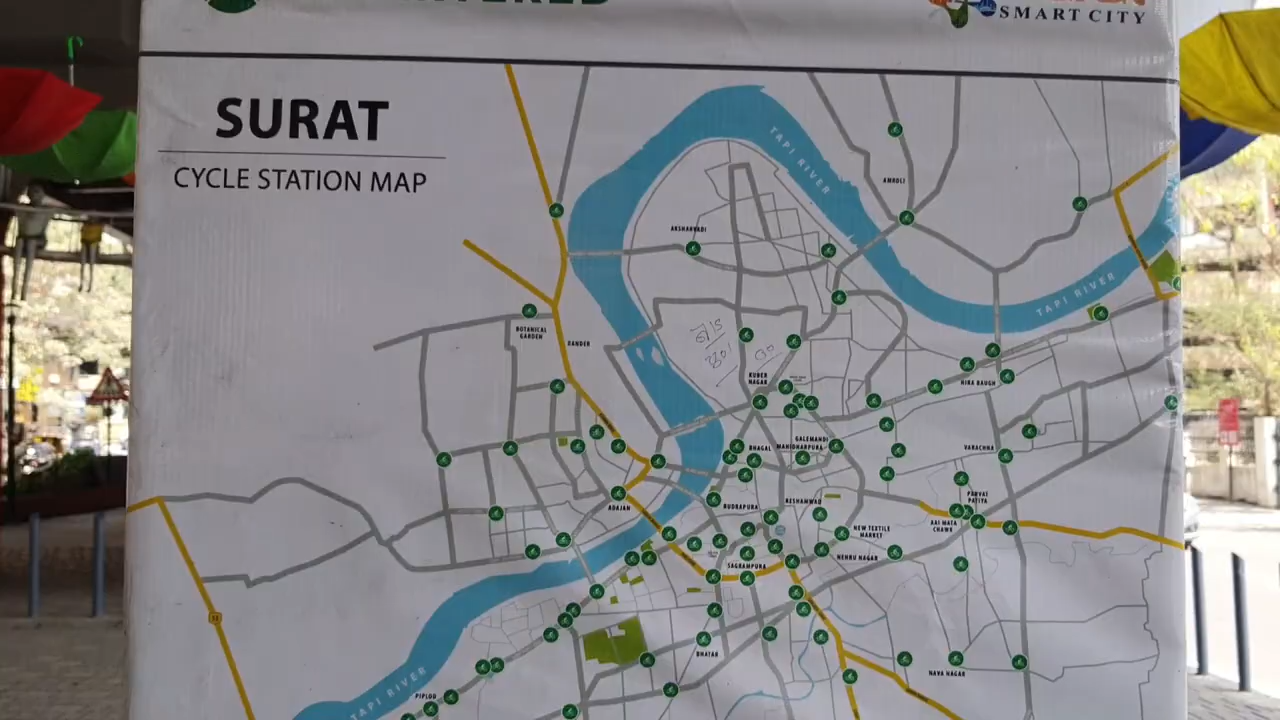 SMART CITY
SURAT
CYCLE STATION MAP
TAPI RIVER
AMROLI
AKSHARVADI
TAPI RIVER
BOTANICAL
GARDEN
RANDER
KUBER
NAGAR
HIRA BAUGH
GALEMANDI
BHAGAL
MAHIDHARPURA
VARACHHA
ADAJAN
RUDRAPURA
RESHAMWAD
PARVAT
PATIYA
AAI MATA
CHAWK
NEW TEXTILE
MARKET
NEHRU NAGAR
SAGRAMPURA
BHATAR
NAVA NAGAR
PIPLOD
TAPI RIVER